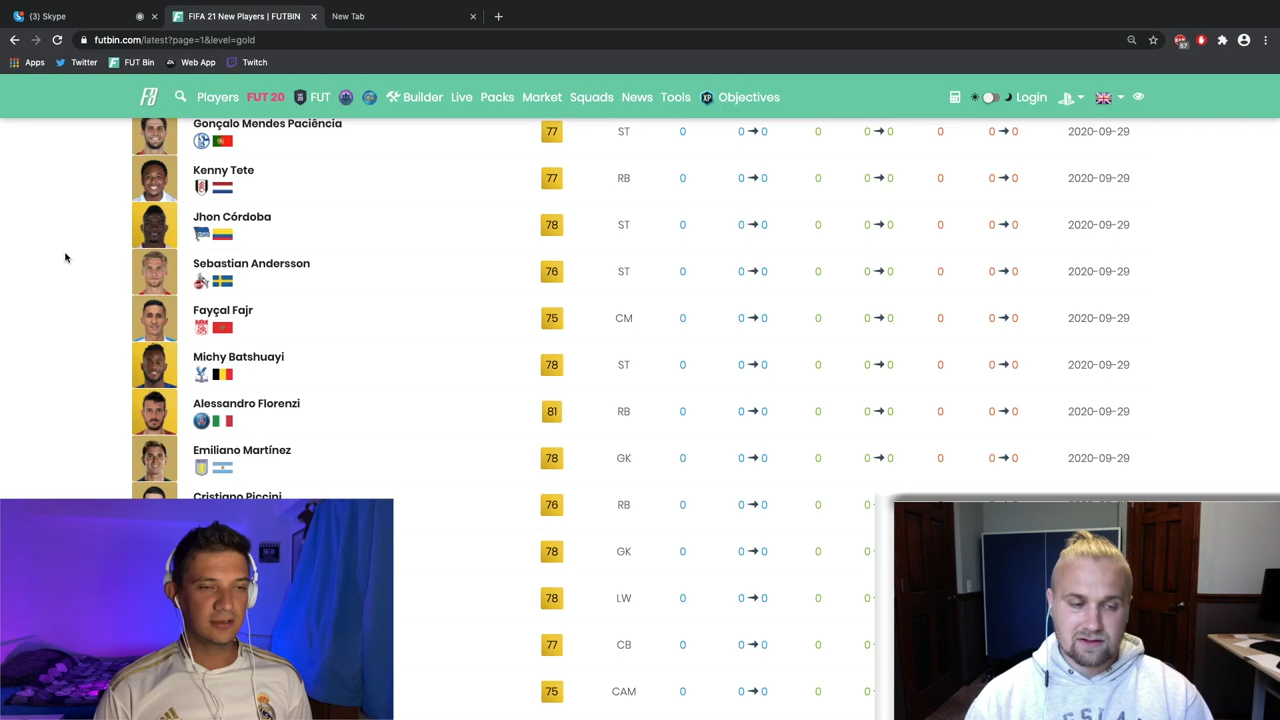 (3) Skype
FIFA 21 New Players | FUTBIN
New Tab
futbin.com/latest?page=1&level=gold
57
Apps Twitter FUT Bin Web App Twitch
Players FUT 20 FUT Builder Live Packs Market Squads News Tools XP Objectives Login
Gonçalo Mendes Paciência 77 ST 0 0 → 0 0 0 → 0 0 0 → 0 2020-09-29
Kenny Tete 77 RB 0 0 → 0 0 0 → 0 0 0 → 0 2020-09-29
Jhon Córdoba 78 ST 0 0 → 0 0 0 → 0 0 0 → 0 2020-09-29
Sebastian Andersson 76 ST 0 0 → 0 0 0 → 0 0 0 → 0 2020-09-29
Fayçal Fajr 75 CM 0 0 → 0 0 0 → 0 0 0 → 0 2020-09-29
Michy Batshuayi 78 ST 0 0 → 0 0 0 → 0 0 0 → 0 2020-09-29
Alessandro Florenzi 81 RB 0 0 → 0 0 0 → 0 0 0 → 0 2020-09-29
Emiliano Martínez 78 GK 0 0 → 0 0 0 → 0 0 0 → 0 2020-09-29
Cristiano Piccini 76 RB 0 0 → 0 0 0
78 GK 0 0 → 0 0 0
78 LW 0 0 → 0 0 0
77 CB 0 0 → 0 0 0
75 CAM 0 0 → 0 0 0